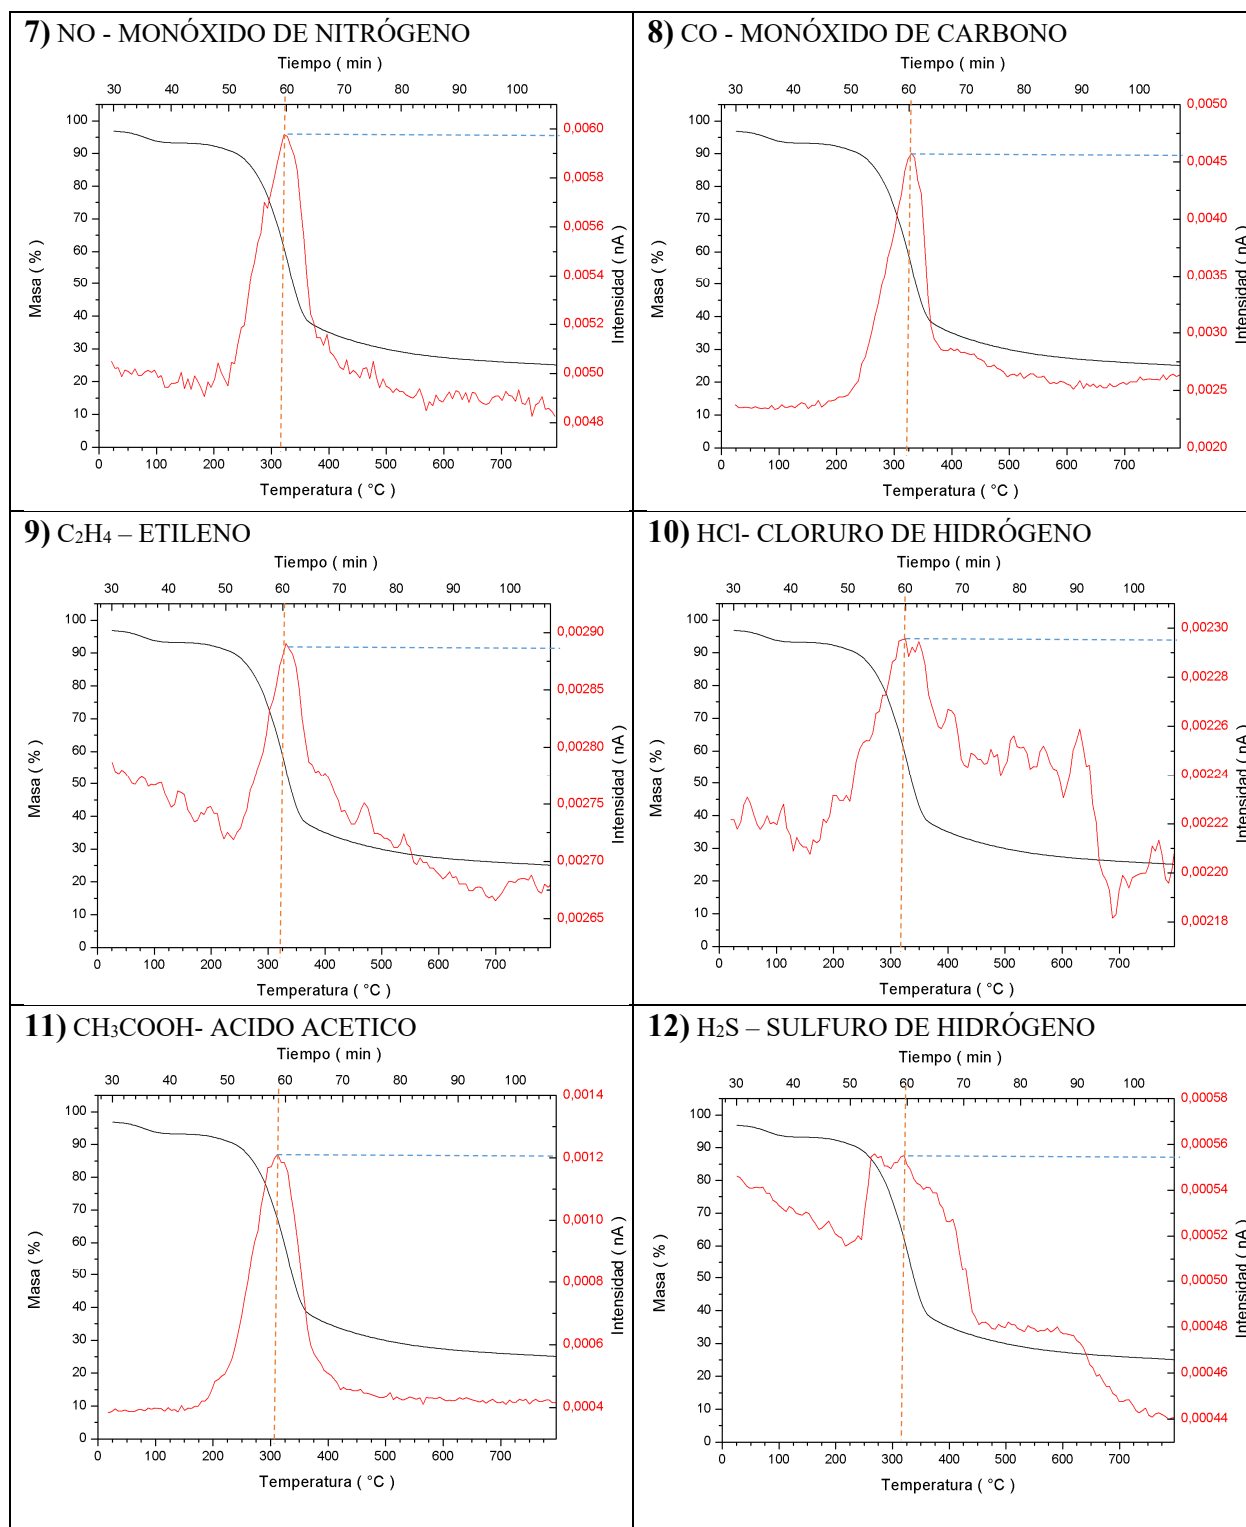 7) NO - MONÓXIDO DE NITRÓGENO
Tiempo ( min )
30 40 50 60 70 80 90 100
100
90
80
70
60
50
40
30
20
10
0
Masa ( % )
0,0060
0,0058
0,0056
0,0054
0,0052
0,0050
0,0048
Intensidad ( nA )
0 100 200 300 400 500 600 700
Temperatura ( °C )
8) CO - MONÓXIDO DE CARBONO
Tiempo ( min )
30 40 50 60 70 80 90 100
100
90
80
70
60
50
40
30
20
10
0
Masa ( % )
0,0050
0,0045
0,0040
0,0035
0,0030
0,0025
0,0020
Intensidad ( nA )
0 100 200 300 400 500 600 700
Temperatura ( °C )
9) C₂H₄ – ETILENO
Tiempo ( min )
30 40 50 60 70 80 90 100
100
90
80
70
60
50
40
30
20
10
0
Masa ( % )
0,00290
0,00285
0,00280
0,00275
0,00270
0,00265
Intensidad ( nA )
0 100 200 300 400 500 600 700
Temperatura ( °C )
10) HCl- CLORURO DE HIDRÓGENO
Tiempo ( min )
30 40 50 60 70 80 90 100
100
90
80
70
60
50
40
30
20
10
0
Masa ( % )
0,00230
0,00228
0,00226
0,00224
0,00222
0,00220
0,00218
Intensidad ( nA )
0 100 200 300 400 500 600 700
Temperatura ( °C )
11) CH₃COOH- ACIDO ACETICO
Tiempo ( min )
30 40 50 60 70 80 90 100
100
90
80
70
60
50
40
30
20
10
0
Masa ( % )
0,0014
0,0012
0,0010
0,0008
0,0006
0,0004
Intensidad ( nA )
0 100 200 300 400 500 600 700
Temperatura ( °C )
12) H₂S – SULFURO DE HIDRÓGENO
Tiempo ( min )
30 40 50 60 70 80 90 100
100
90
80
70
60
50
40
30
20
10
0
Masa ( % )
0,00058
0,00056
0,00054
0,00052
0,00050
0,00048
0,00046
0,00044
Intensidad ( nA )
0 100 200 300 400 500 600 700
Temperatura ( °C )